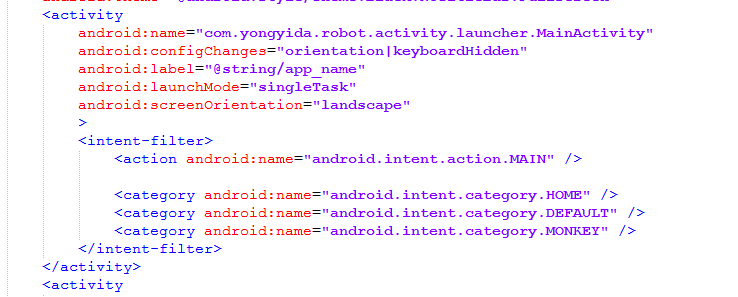 <activity
android:name="com.yongyida.robot.activity.launcher.MainActivity"
android:configChanges="orientation|keyboardHidden"
android:label="@string/app_name"
android:launchMode="singleTask"
android:screenOrientation="landscape"
>
<intent-filter>
<action android:name="android.intent.action.MAIN" />
<category android:name="android.intent.category.HOME" />
<category android:name="android.intent.category.DEFAULT" />
<category android:name="android.intent.category.MONKEY" />
</intent-filter>
</activity>
<activity